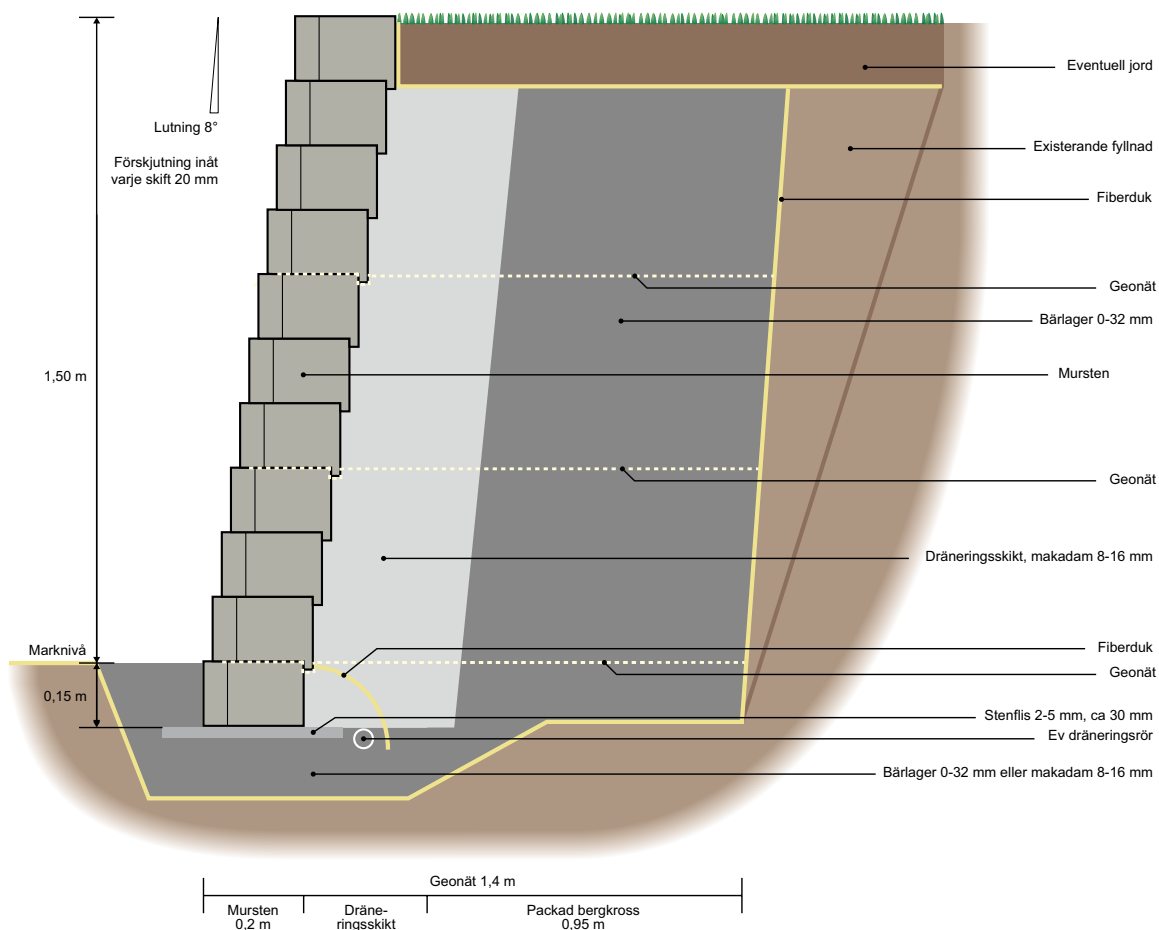 Eventuell jord
Lutning 8°
Existerande fyllnad
Förskjutning inåt
varje skift 20 mm
Fiberduk
Geonät
Bärlager 0-32 mm
1,50 m
Mursten
Geonät
Dräneringsskikt, makadam 8-16 mm
Marknivå
Fiberduk
Geonät
0,15 m
Stenflis 2-5 mm, ca 30 mm
Ev dräneringsrör
Bärlager 0-32 mm eller makadam 8-16 mm
Geonät 1,4 m
Mursten
0,2 m
Dräne-
ringsskikt
Packad bergkross
0,95 m